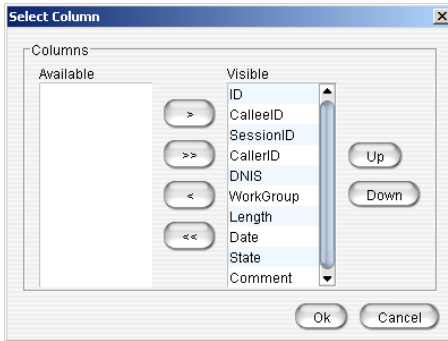 Select Column
Columns
Available
Visible
>
>>
<
<<
ID
CalleeID
SessionID
CallerID
DNIS
WorkGroup
Length
Date
State
Comment
Up
Down
Ok
Cancel